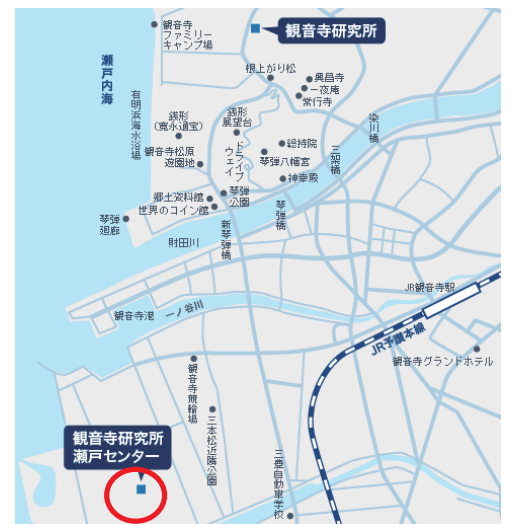 観音寺
ファミリー
キャンプ場
観音寺研究所
瀬戸内海
根上がり松
興昌寺
一夜庵
常行寺
有明浜海水浴場
銭形
(寛永通宝)
銭形
展望台
ドライブ
ウェイ
総持院
琴弾八幡宮
神幸殿
三架橋
染川橋
観音寺松原
遊園地
郷土資料館
世界のコイン館
琴弾
公園
琴弾
廻廊
財田川
新琴弾橋
琴弾橋
JR観音寺駅
観音寺港
一ノ谷川
JR予讃本線
観音寺グランドホテル
観音寺競輪場
三本松近隣公園
観音寺研究所
瀬戸センター
三豊自動車学校